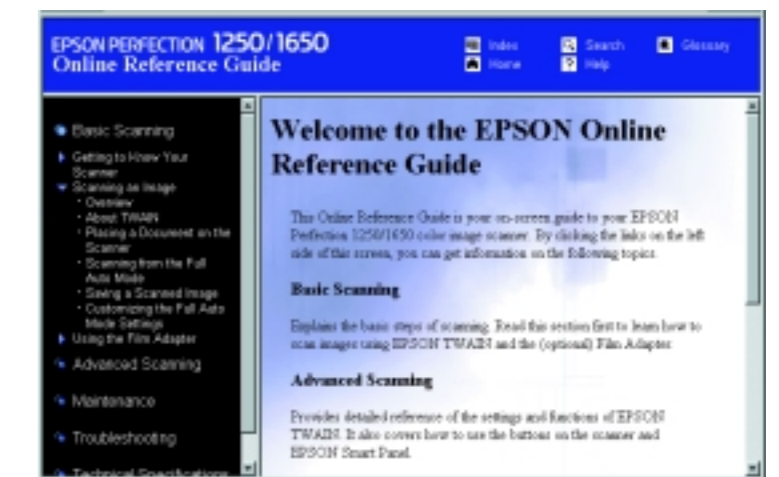 EPSON PERFECTION 1250/1650
Online Reference Guide
Index
Search
Glossary
Home
Help
Basic Scanning
Getting to Know Your
Scanner
Scanning an Image
Overview
About TWAIN
Placing a Document on the
Scanner
Scanning from the Full
Auto Mode
Saving a Scanned Image
Customizing the Full Auto
Mode Settings
Using the Film Adapter
Advanced Scanning
Maintenance
Troubleshooting
Technical Specifications
Welcome to the EPSON Online
Reference Guide
This Online Reference Guide is your on-screen guide to your EPSON
Perfection 1250/1650 color image scanner. By clicking the links on the left
side of this screen, you can get information on the following topics.
Basic Scanning
Explains the basic steps of scanning. Read this section first to learn how to
scan images using EPSON TWAIN and the (optional) Film Adapter.
Advanced Scanning
Provides detailed reference of the settings and functions of EPSON
TWAIN. It also covers how to use the buttons on the scanner and
EPSON Smart Panel.